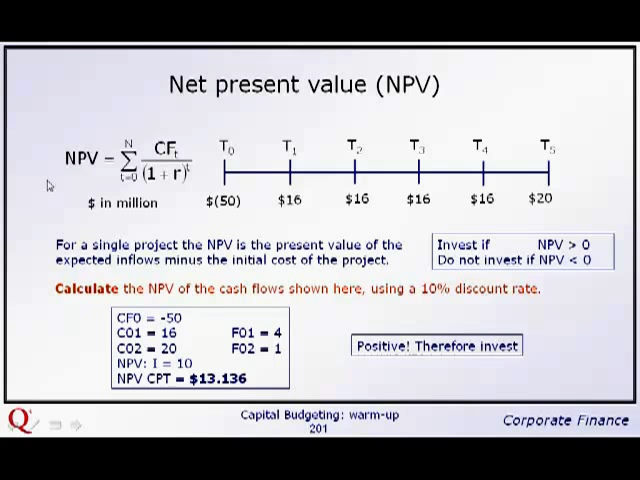 Net present value (NPV)
NPV = N ∑ t=0 CFt / (1 + r)^t
T0 T1 T2 T3 T4 T5
$ in million $(50) $16 $16 $16 $16 $20
For a single project the NPV is the present value of the
expected inflows minus the initial cost of the project.
Invest if NPV > 0
Do not invest if NPV < 0
Calculate the NPV of the cash flows shown here, using a 10% discount rate.
CF0 = -50
C01 = 16 F01 = 4
C02 = 20 F02 = 1
NPV: I = 10
NPV CPT = $13.136
Positive! Therefore invest
Q
Capital Budgeting: warm-up
201
Corporate Finance